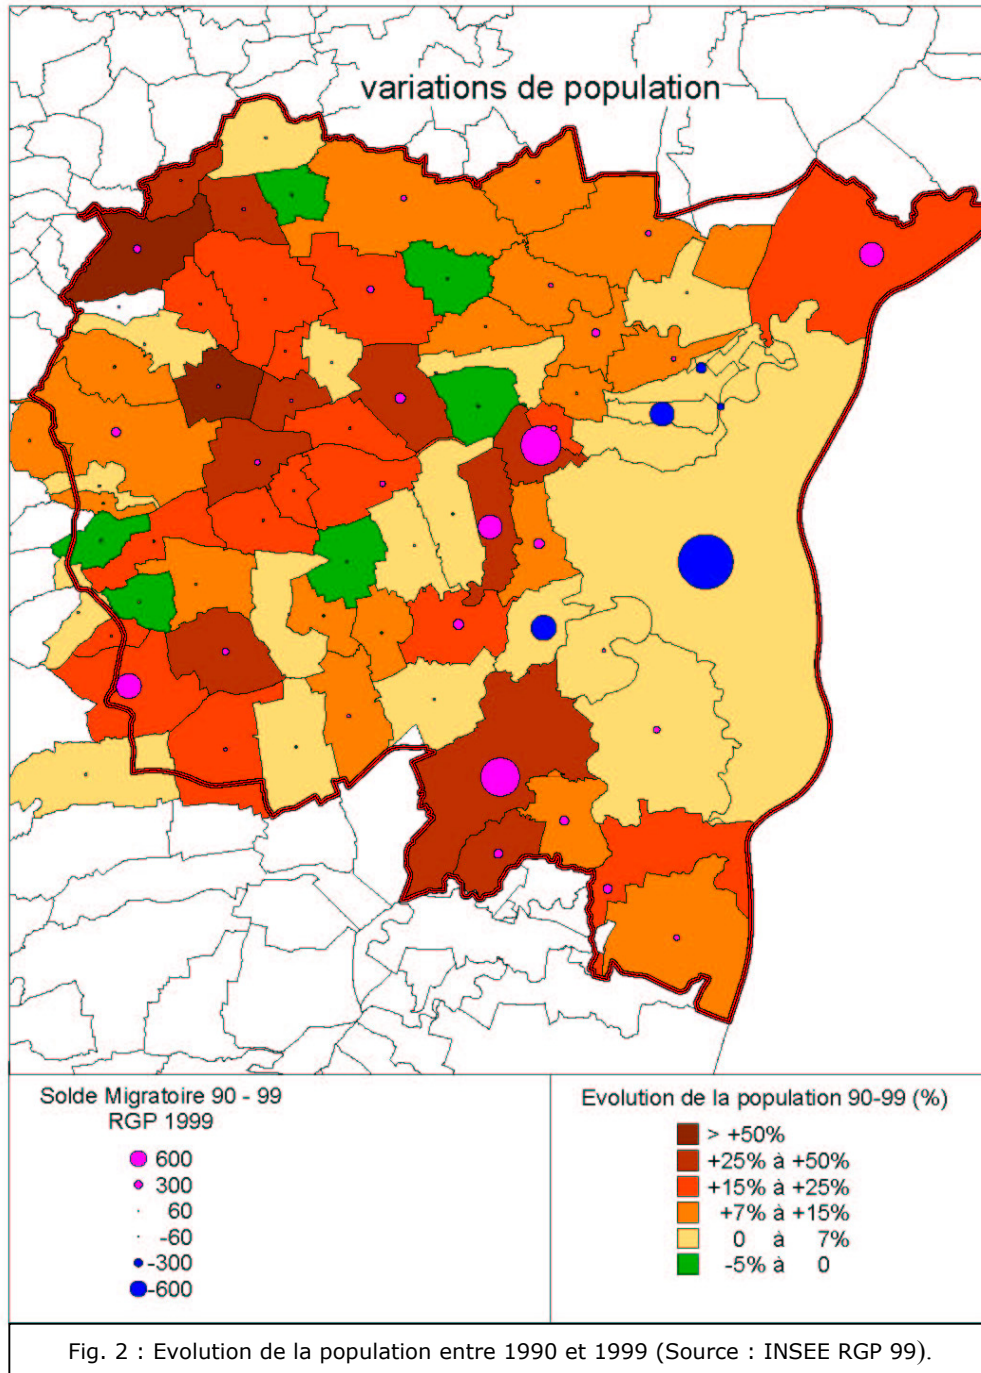 variations de population
Solde Migratoire 90 - 99
RGP 1999
600
300
60
-60
-300
-600
Evolution de la population 90-99 (%)
> +50%
+25% à +50%
+15% à +25%
+7% à +15%
0 à 7%
-5% à 0
Fig. 2 : Evolution de la population entre 1990 et 1999 (Source : INSEE RGP 99).